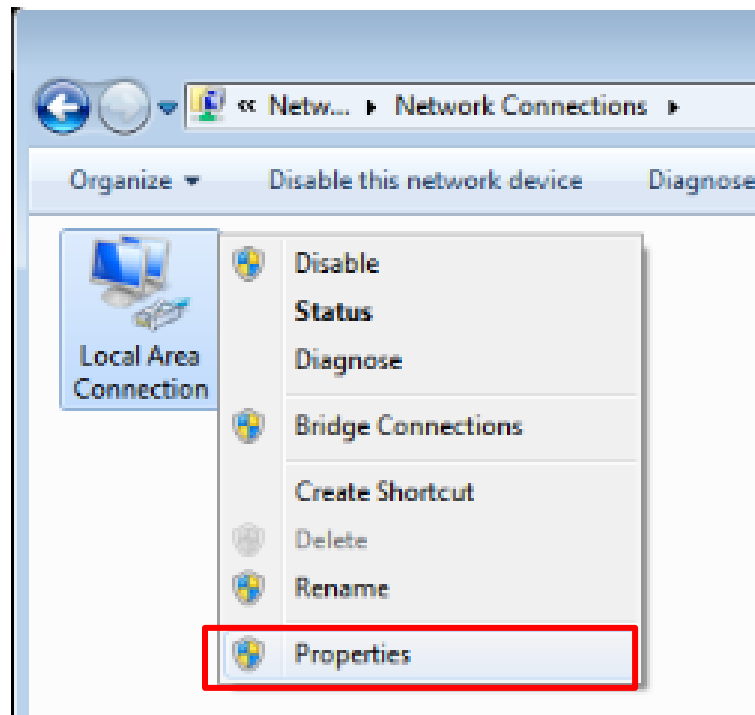 « Netw... ▸ Network Connections ▸
Organize ▾ Disable this network device Diagnose
Disable
Status
Diagnose
Bridge Connections
Create Shortcut
Delete
Rename
Properties
Local Area
Connection